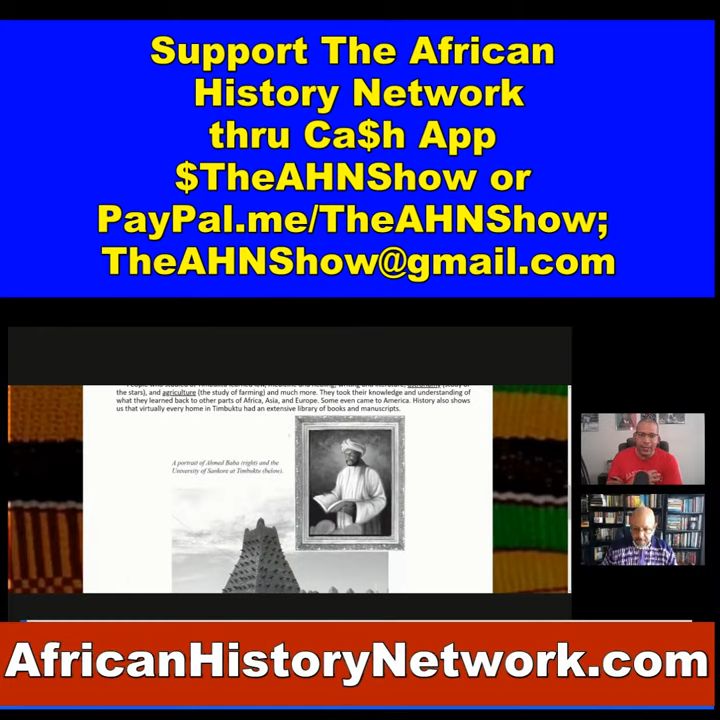 Support The African
History Network
thru Ca$h App
$TheAHNShow or
PayPal.me/TheAHNShow;
TheAHNShow@gmail.com
the stars), and agriculture (the study of farming) and much more. They took their knowledge and understanding of
what they learned back to other parts of Africa, Asia, and Europe. Some even came to America. History also shows
us that virtually every home in Timbuktu had an extensive library of books and manuscripts.
A portrait of Ahmed Baba (right) and the
University of Sankore at Timbuktu (below).
AfricanHistoryNetwork.com